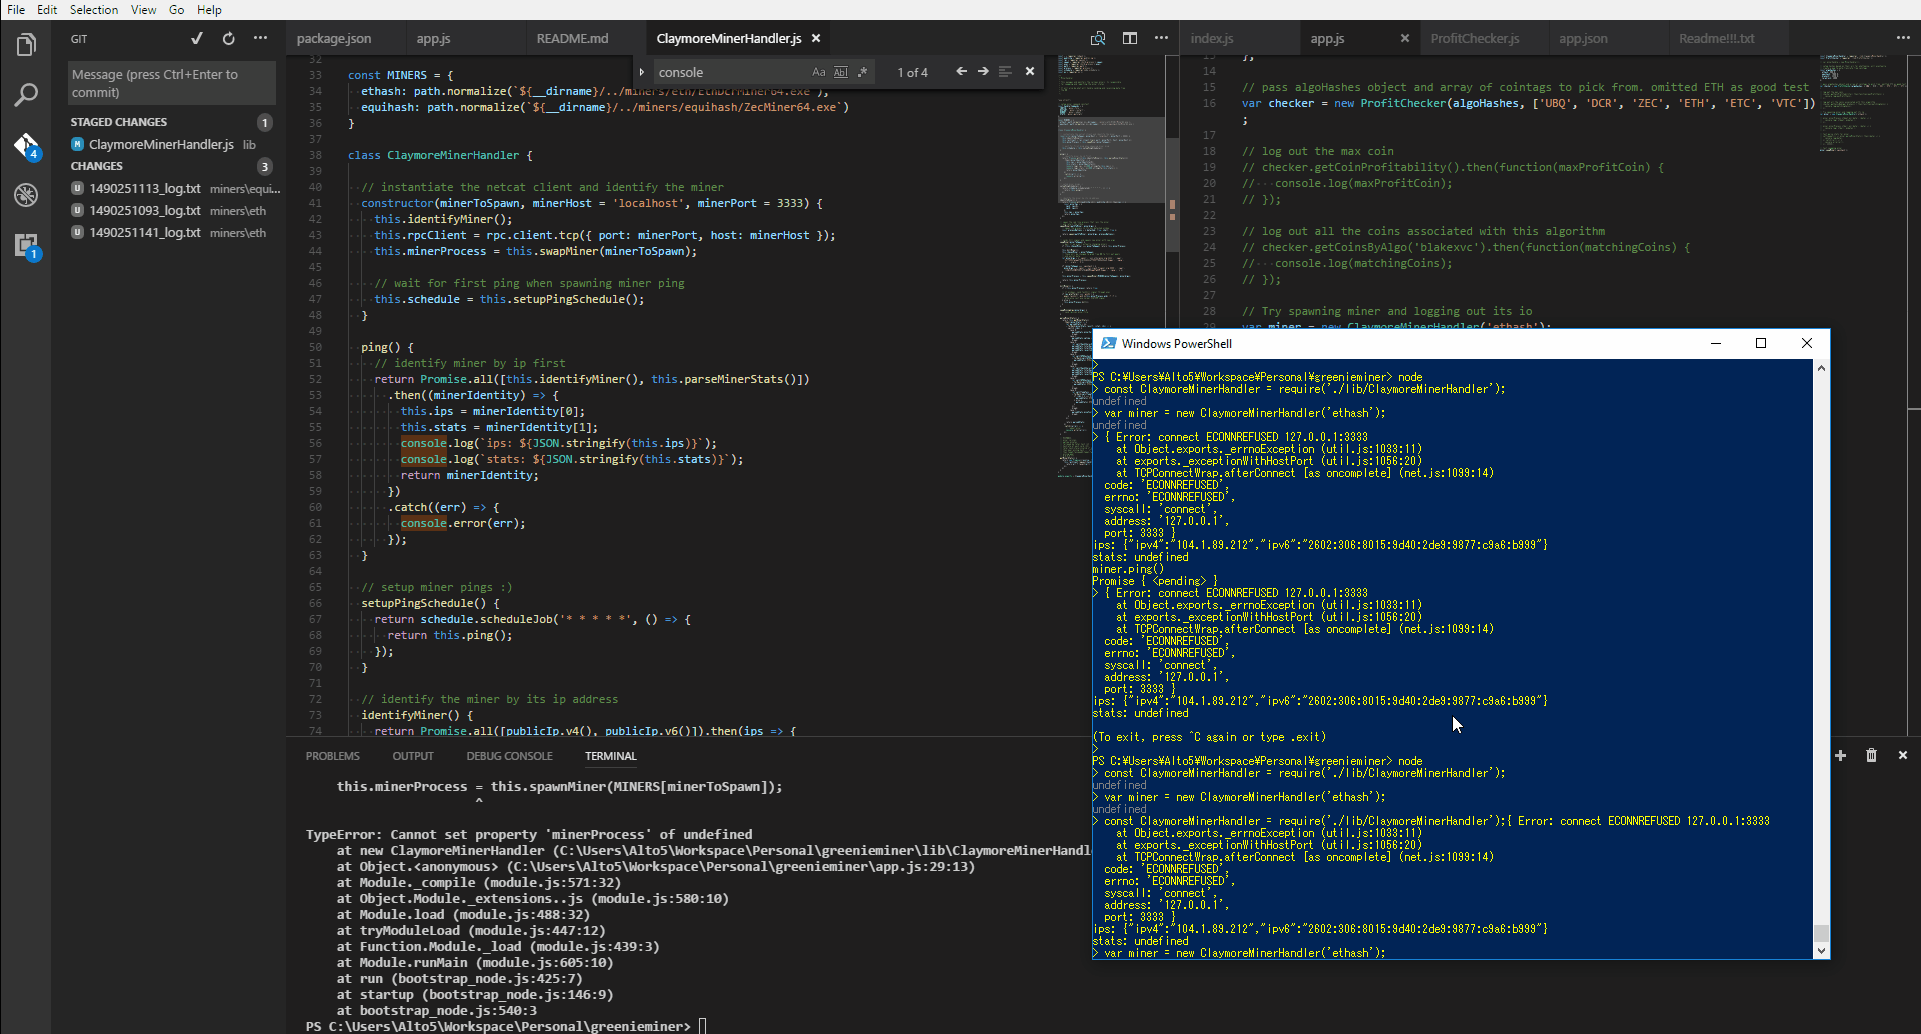 File Edit Selection View Go Help
GIT
Message (press Ctrl+Enter to
commit)
STAGED CHANGES 1
ClaymoreMinerHandler.js lib
CHANGES 3
1490251113_log.txt miners\equi...
1490251093_log.txt miners\eth
1490251141_log.txt miners\eth
4
1
package.json app.js README.md ClaymoreMinerHandler.js
console Aa Abl .* 1 of 4
32
33 const MINERS = {
34 ethash: path.normalize(`${__dirname}/../miners/eth/EthDcrMiner64.exe`),
35 equihash: path.normalize(`${__dirname}/../miners/equihash/ZecMiner64.exe`)
36 }
37
38 class ClaymoreMinerHandler {
39
40 // instantiate the netcat client and identify the miner
41 constructor(minerToSpawn, minerHost = 'localhost', minerPort = 3333) {
42 this.identifyMiner();
43 this.rpcClient = rpc.client.tcp({ port: minerPort, host: minerHost });
44 this.minerProcess = this.swapMiner(minerToSpawn);
45
46 // wait for first ping when spawning miner ping
47 this.schedule = this.setupPingSchedule();
48 }
49
50 ping() {
51 // identify miner by ip first
52 return Promise.all([this.identifyMiner(), this.parseMinerStats()])
53 .then((minerIdentity) => {
54 this.ips = minerIdentity[0];
55 this.stats = minerIdentity[1];
56 console.log(`ips: ${JSON.stringify(this.ips)}`);
57 console.log(`stats: ${JSON.stringify(this.stats)}`);
58 return minerIdentity;
59 })
60 .catch((err) => {
61 console.error(err);
62 });
63 }
64
65 // setup miner pings :)
66 setupPingSchedule() {
67 return schedule.scheduleJob('* * * * *', () => {
68 return this.ping();
69 });
70 }
71
72 // identify the miner by its ip address
73 identifyMiner() {
74 return Promise.all([publicIp.v4(), publicIp.v6()]).then(ips => {
index.js app.js ProfitChecker.js app.json Readme!!!.txt
13 };
14
15 // pass algoHashes object and array of cointags to pick from. omitted ETH as good test
16 var checker = new ProfitChecker(algoHashes, ['UBQ', 'DCR', 'ZEC', 'ETH', 'ETC', 'VTC'])
;
17
18 // log out the max coin
19 // checker.getCoinProfitability().then(function(maxProfitCoin) {
20 // console.log(maxProfitCoin);
21 // });
22
23 // log out all the coins associated with this algorithm
24 // checker.getCoinsByAlgo('blakexvc').then(function(matchingCoins) {
25 // console.log(matchingCoins);
26 // });
27
28 // Try spawning miner and logging out its io
29 var miner = new ClaymoreMinerHandler('ethash');
Windows PowerShell
>
PS C:¥Users¥Alto5¥Workspace¥Personal¥greenieminer> node
> const ClaymoreMinerHandler = require('./lib/ClaymoreMinerHandler');
undefined
> var miner = new ClaymoreMinerHandler('ethash');
undefined
> { Error: connect ECONNREFUSED 127.0.0.1:3333
at Object.exports._errnoException (util.js:1033:11)
at exports._exceptionWithHostPort (util.js:1056:20)
at TCPConnectWrap.afterConnect [as oncomplete] (net.js:1099:14)
code: 'ECONNREFUSED',
errno: 'ECONNREFUSED',
syscall: 'connect',
address: '127.0.0.1',
port: 3333 }
ips: {"ipv4":"104.1.89.212","ipv6":"2602:306:8015:9d40:2de9:9877:c9a6:b999"}
stats: undefined
miner.ping()
Promise { <pending> }
> { Error: connect ECONNREFUSED 127.0.0.1:3333
at Object.exports._errnoException (util.js:1033:11)
at exports._exceptionWithHostPort (util.js:1056:20)
at TCPConnectWrap.afterConnect [as oncomplete] (net.js:1099:14)
code: 'ECONNREFUSED',
errno: 'ECONNREFUSED',
syscall: 'connect',
address: '127.0.0.1',
port: 3333 }
ips: {"ipv4":"104.1.89.212","ipv6":"2602:306:8015:9d40:2de9:9877:c9a6:b999"}
stats: undefined
(To exit, press ^C again or type .exit)
>
PS C:¥Users¥Alto5¥Workspace¥Personal¥greenieminer> node
> const ClaymoreMinerHandler = require('./lib/ClaymoreMinerHandler');
undefined
> var miner = new ClaymoreMinerHandler('ethash');
undefined
> const ClaymoreMinerHandler = require('./lib/ClaymoreMinerHandler');{ Error: connect ECONNREFUSED 127.0.0.1:3333
at Object.exports._errnoException (util.js:1033:11)
at exports._exceptionWithHostPort (util.js:1056:20)
at TCPConnectWrap.afterConnect [as oncomplete] (net.js:1099:14)
code: 'ECONNREFUSED',
errno: 'ECONNREFUSED',
syscall: 'connect',
address: '127.0.0.1',
port: 3333 }
ips: {"ipv4":"104.1.89.212","ipv6":"2602:306:8015:9d40:2de9:9877:c9a6:b999"}
stats: undefined
> var miner = new ClaymoreMinerHandler('ethash');
PROBLEMS OUTPUT DEBUG CONSOLE TERMINAL
this.minerProcess = this.spawnMiner(MINERS[minerToSpawn]);
^
TypeError: Cannot set property 'minerProcess' of undefined
at new ClaymoreMinerHandler (C:\Users\Alto5\Workspace\Personal\greenieminer\lib\ClaymoreMinerHandl
at Object.<anonymous> (C:\Users\Alto5\Workspace\Personal\greenieminer\app.js:29:13)
at Module._compile (module.js:571:32)
at Object.Module._extensions..js (module.js:580:10)
at Module.load (module.js:488:32)
at tryModuleLoad (module.js:447:12)
at Function.Module._load (module.js:439:3)
at Module.runMain (module.js:605:10)
at run (bootstrap_node.js:425:7)
at startup (bootstrap_node.js:146:9)
at bootstrap_node.js:540:3
PS C:\Users\Alto5\Workspace\Personal\greenieminer>